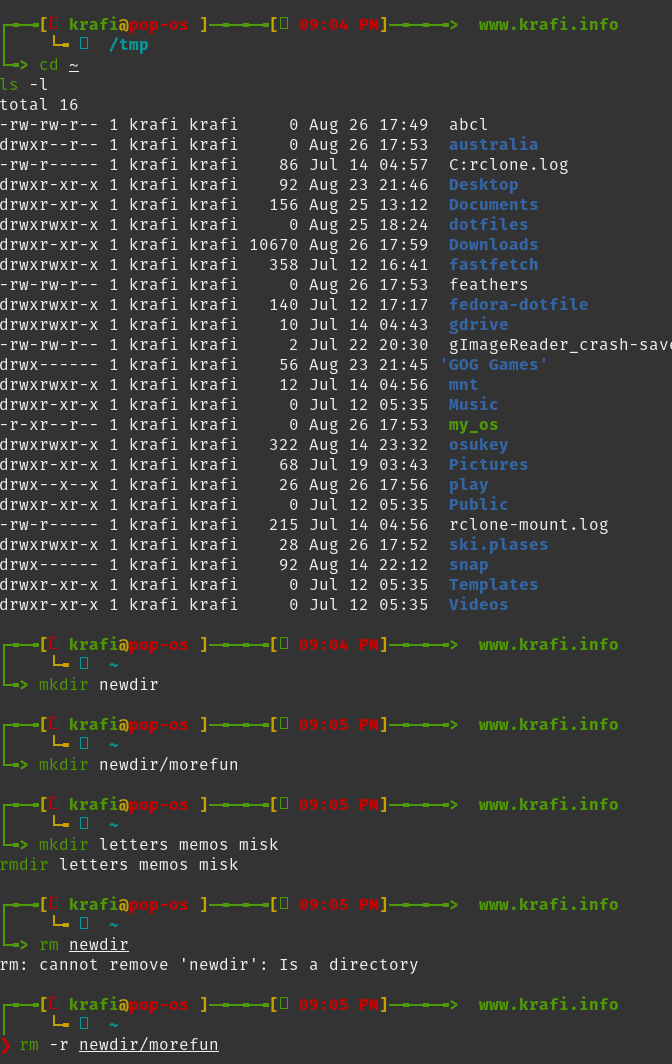 [ krafi@pop-os ] [ 09:04 PM] > www.krafi.info
/tmp
> cd ~
ls -l
total 16
-rw-rw-r-- 1 krafi krafi     0 Aug 26 17:49  abcl
drwxr--r-- 0 krafi krafi     0 Aug 26 17:53  australia
-rw-r----- 1 krafi krafi    86 Jul 14 04:57  C:rclone.log
drwxr-xr-x 1 krafi krafi    92 Aug 23 21:46  Desktop
drwxr-xr-x 1 krafi krafi   156 Aug 25 13:12  Documents
drwxrwxr-x 1 krafi krafi     0 Aug 25 18:24  dotfiles
drwxr-xr-x 1 krafi krafi 10670 Aug 26 17:59  Downloads
drwxrwxr-x 1 krafi krafi   358 Jul 12 16:41  fastfetch
-rw-rw-r-- 1 krafi krafi     0 Aug 26 17:53  feathers
drwxrwxr-x 1 krafi krafi   140 Jul 12 17:17  fedora-dotfile
drwxrwxr-x 1 krafi krafi    10 Jul 14 04:43  gdrive
-rw-rw-r-- 1 krafi krafi     2 Jul 22 20:30  gImageReader_crash-save
drwx------ 1 krafi krafi    56 Aug 23 21:45 'GOG Games'
drwxrwxr-x 1 krafi krafi    12 Jul 14 04:56  mnt
drwxr-xr-x 1 krafi krafi     0 Jul 12 05:35  Music
-r-xr--r-- 1 krafi krafi     0 Aug 26 17:53  my_os
drwxrwxr-x 1 krafi krafi   322 Aug 14 23:32  osukey
drwxr-xr-x 1 krafi krafi    68 Jul 19 03:43  Pictures
drwx--x--x 1 krafi krafi    26 Aug 26 17:56  play
drwxr-xr-x 1 krafi krafi     0 Jul 12 05:35  Public
-rw-r----- 1 krafi krafi   215 Jul 14 04:56  rclone-mount.log
drwxrwxr-x 1 krafi krafi    28 Aug 26 17:52  ski.plases
drwx------ 1 krafi krafi    92 Aug 14 22:12  snap
drwxr-xr-x 1 krafi krafi     0 Jul 12 05:35  Templates
drwxr-xr-x 1 krafi krafi     0 Jul 12 05:35  Videos
[ krafi@pop-os ] [ 09:04 PM] > www.krafi.info
~
> mkdir newdir
[ krafi@pop-os ] [ 09:05 PM] > www.krafi.info
~
> mkdir newdir/morefun
[ krafi@pop-os ] [ 09:05 PM] > www.krafi.info
~
> mkdir letters memos misk
rmdir letters memos misk
[ krafi@pop-os ] [ 09:05 PM] > www.krafi.info
~
> rm newdir
rm: cannot remove 'newdir': Is a directory
[ krafi@pop-os ] [ 09:05 PM] > www.krafi.info
~
❯ rm -r newdir/morefun